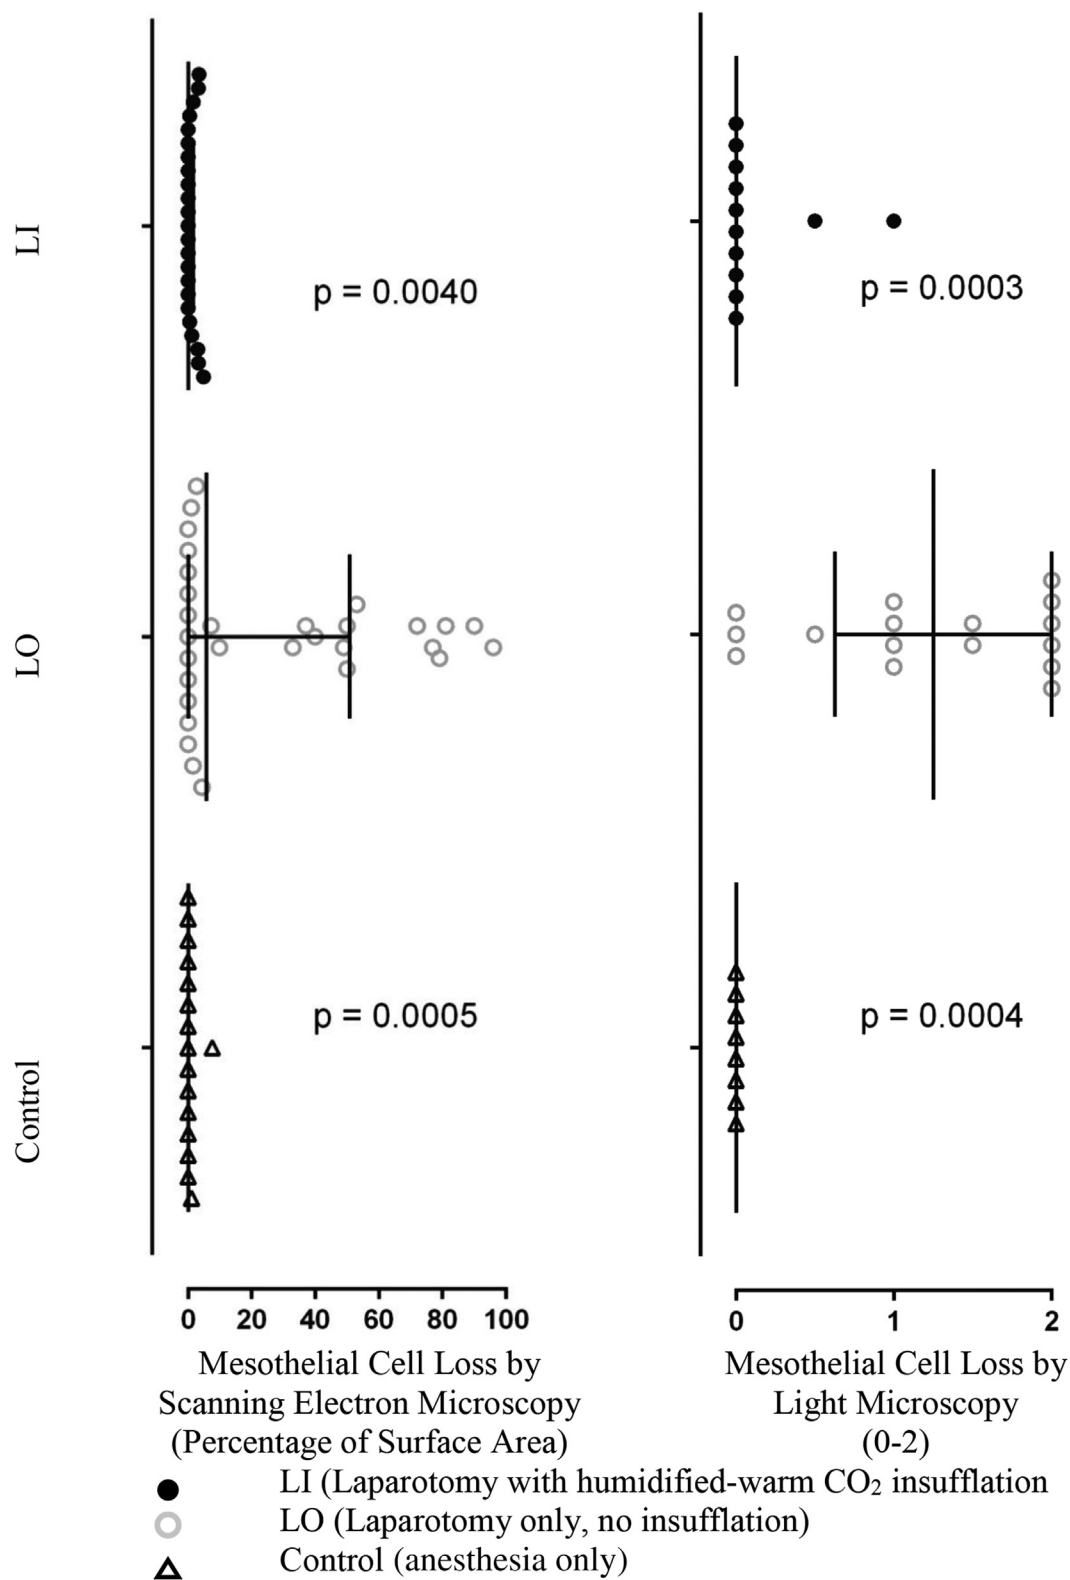 LI
p = 0.0040
p = 0.0003
LO
Control
p = 0.0005
p = 0.0004
0 20 40 60 80 100
0 1 2
Mesothelial Cell Loss by
Scanning Electron Microscopy
(Percentage of Surface Area)
Mesothelial Cell Loss by
Light Microscopy
(0-2)
LI (Laparotomy with humidified-warm CO₂ insufflation
LO (Laparotomy only, no insufflation)
Control (anesthesia only)